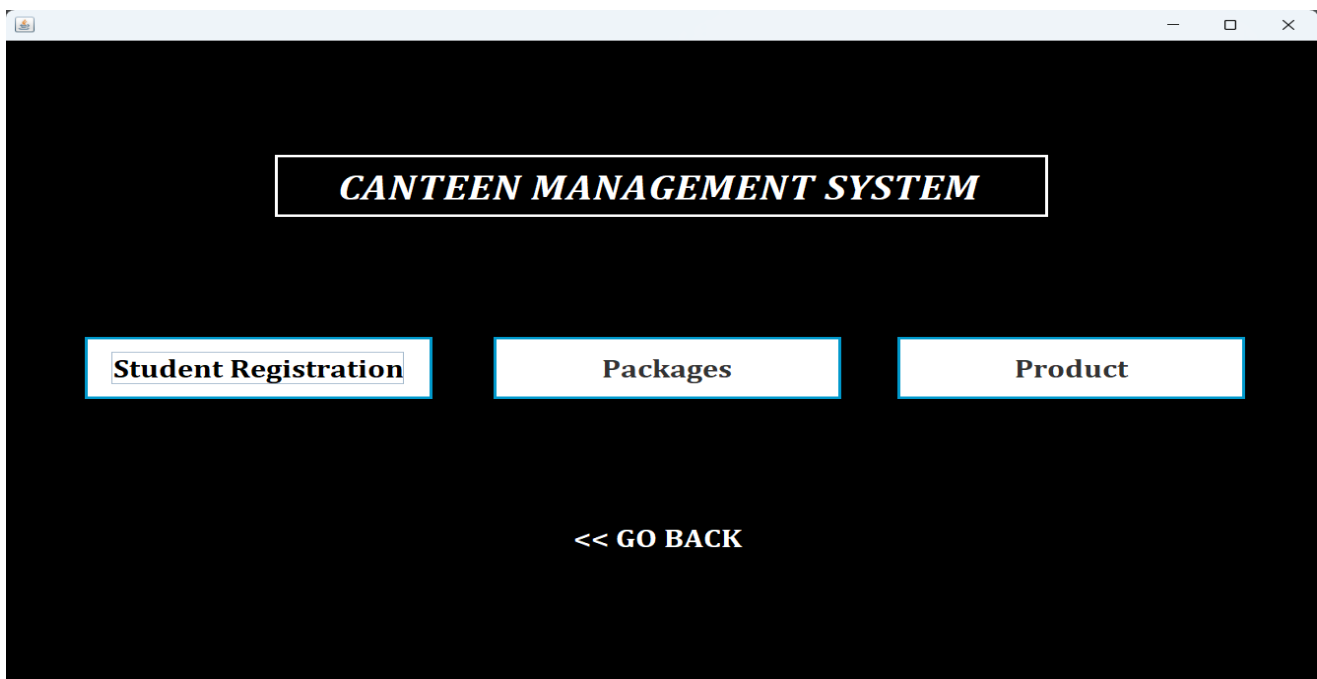 CANTEEN MANAGEMENT SYSTEM
Student Registration
Packages
Product
<< GO BACK